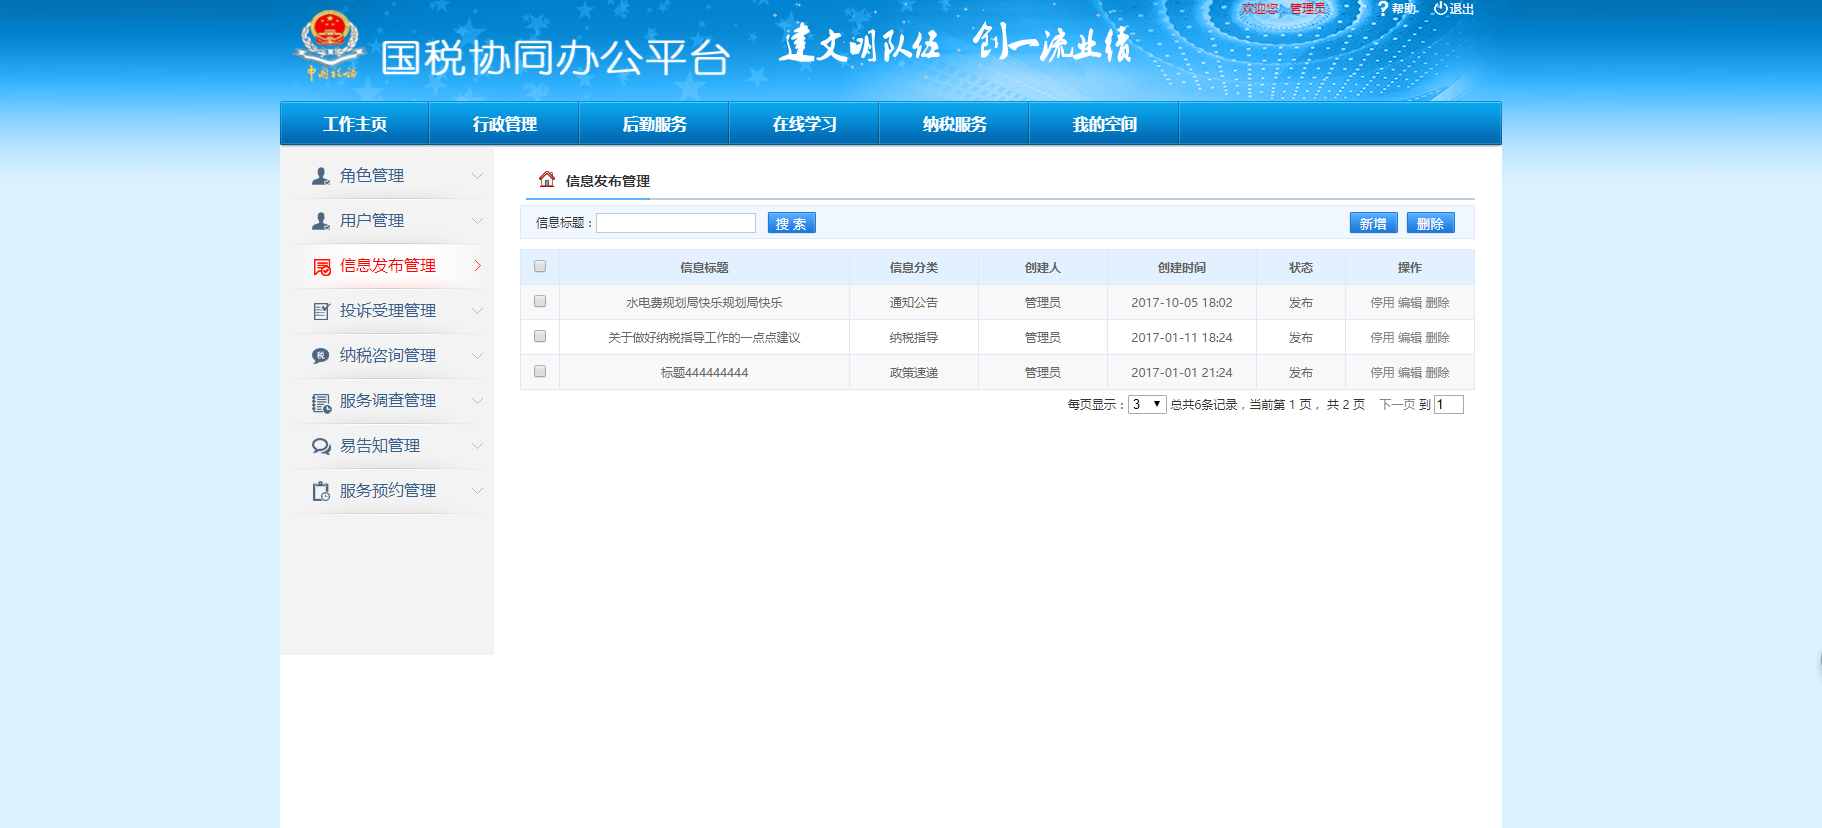 欢迎您，管理员 帮助 退出
中国税务
国税协同办公平台 建文明队伍 创一流业绩
工作主页 行政管理 后勤服务 在线学习 纳税服务 我的空间
角色管理
用户管理
信息发布管理
投诉受理管理
税 纳税咨询管理
服务调查管理
易告知管理
服务预约管理
信息发布管理
信息标题： 搜 索 新增 删除
信息标题 信息分类 创建人 创建时间 状态 操作
水电费规划局快乐规划局快乐 通知公告 管理员 2017-10-05 18:02 发布 停用 编辑 删除
关于做好纳税指导工作的一点点建议 纳税指导 管理员 2017-01-11 18:24 发布 停用 编辑 删除
标题444444444 政策速递 管理员 2017-01-01 21:24 发布 停用 编辑 删除
每页显示：3 总共6条记录，当前第 1 页， 共 2 页 下一页 到 1